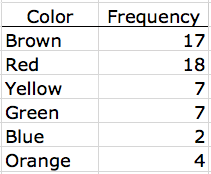 Color Frequency
Brown 17
Red 18
Yellow 7
Green 7
Blue 2
Orange 4